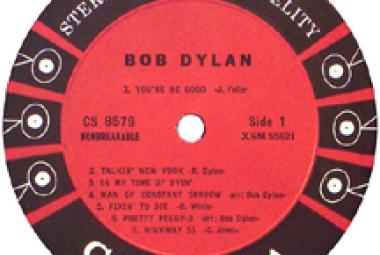 STER
ELITY
BOB DYLAN
1. YOU'RE NO GOOD -J. Fuller
CS 8579
Side 1
NONBREAKABLE
XSM 55621
2. TALKIN' NEW YORK -B. Dylan-
3. IN MY TIME OF DYIN'
4. MAN OF CONSTANT SORROW -arr: Bob Dylan-
5. FIXIN' TO DIE -B. White-
6. PRETTY PEGGY-O -arr: Bob Dylan-
7. HIGHWAY 51 -C. Jones-